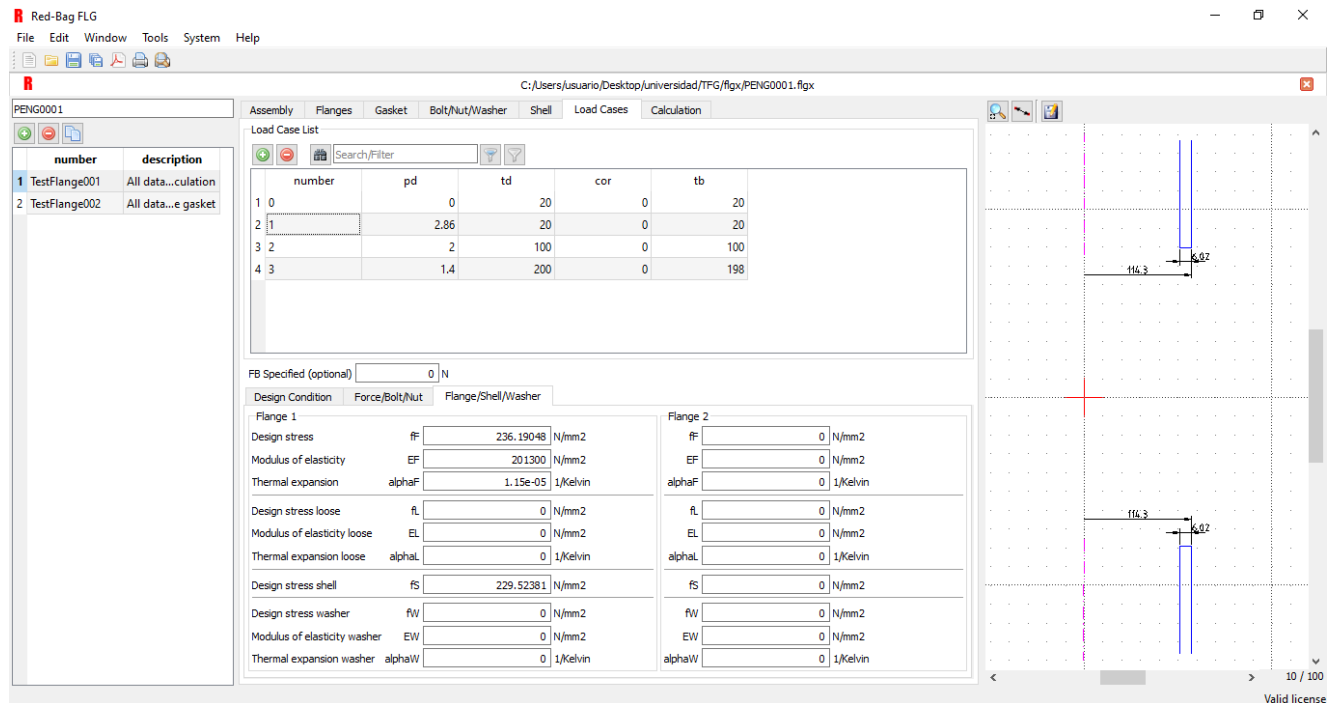 R Red-Bag FLG
File Edit Window Tools System Help
R C:/Users/usuario/Desktop/universidad/TFG/flgx/PENG0001.flgx
PENG0001
Assembly Flanges Gasket Bolt/Nut/Washer Shell Load Cases Calculation
number description
1 TestFlange001 All data...culation
2 TestFlange002 All data...e gasket
Load Case List
Search/Filter
number pd td cor tb
1 0 0 20 0 20
2 1 2.86 20 0 20
3 2 2 100 0 100
4 3 1.4 200 0 198
FB Specified (optional) 0 N
Design Condition Force/Bolt/Nut Flange/Shell/Washer
Flange 1
Design stress fF 236.19048 N/mm2
Modulus of elasticity EF 201300 N/mm2
Thermal expansion alphaF 1.15e-05 1/Kelvin
Design stress loose fL 0 N/mm2
Modulus of elasticity loose EL 0 N/mm2
Thermal expansion loose alphaL 0 1/Kelvin
Design stress shell fS 229.52381 N/mm2
Design stress washer fW 0 N/mm2
Modulus of elasticity washer EW 0 N/mm2
Thermal expansion washer alphaW 0 1/Kelvin
Flange 2
fF 0 N/mm2
EF 0 N/mm2
alphaF 0 1/Kelvin
fL 0 N/mm2
EL 0 N/mm2
alphaL 0 1/Kelvin
fS 0 N/mm2
fW 0 N/mm2
EW 0 N/mm2
alphaW 0 1/Kelvin
6.02
114.3
114.3
6.02
10 / 100
Valid license